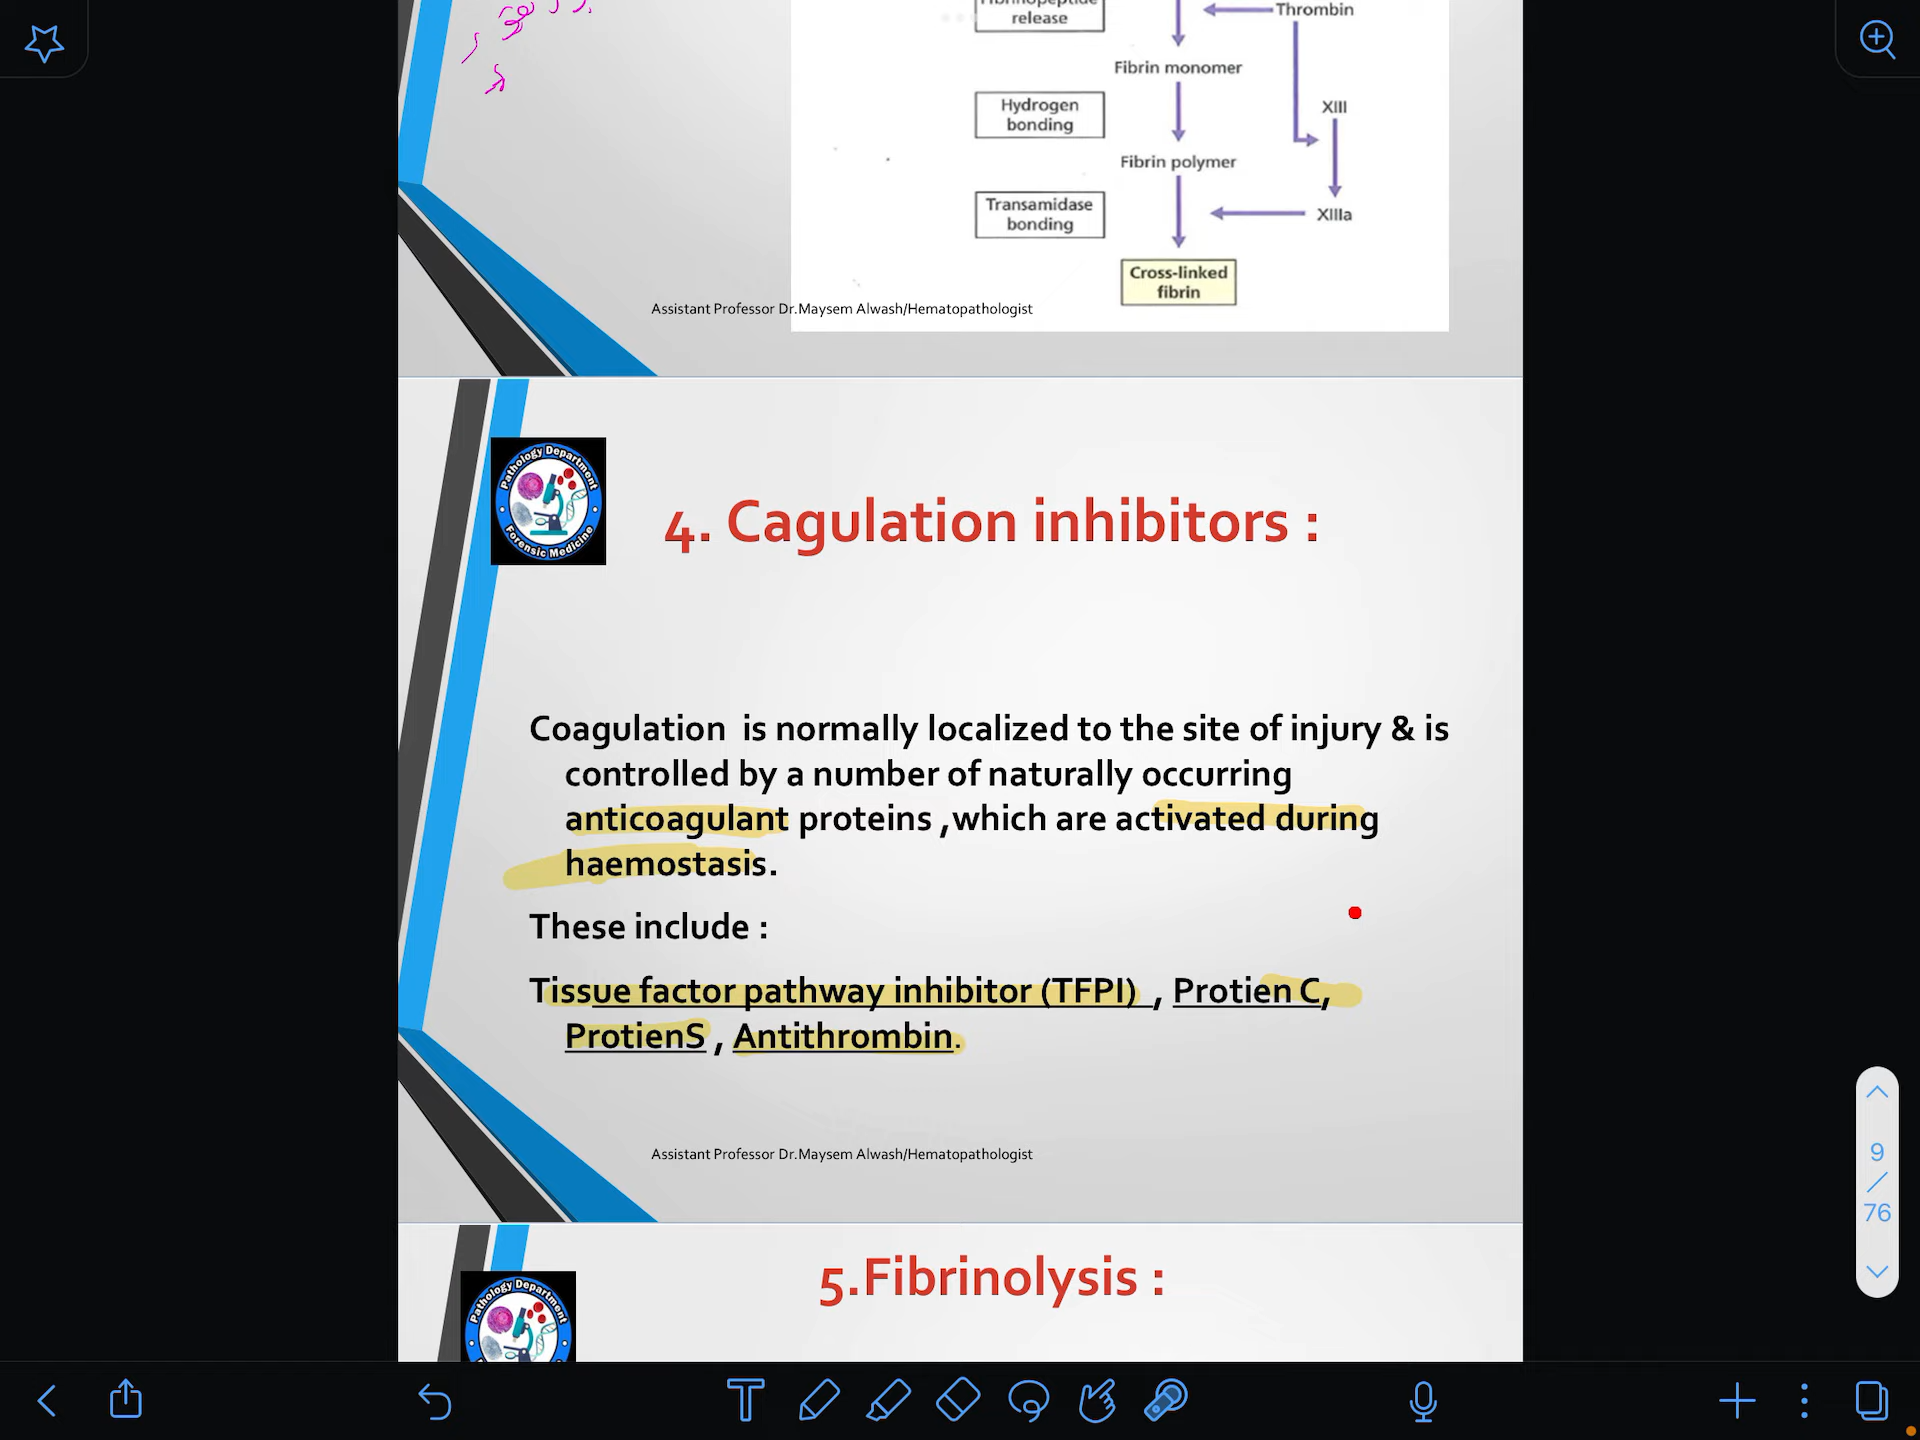 Fibrinopeptide
release
Thrombin
Fibrin monomer
Hydrogen
bonding
XIII
Fibrin polymer
Transamidase
bonding
XIIIa
Cross-linked
fibrin
Assistant Professor Dr.Maysem Alwash/Hematopathologist
Pathology Department
Forensic Medicine
4. Cagulation inhibitors :
Coagulation is normally localized to the site of injury & is
controlled by a number of naturally occurring
anticoagulant proteins ,which are activated during
haemostasis.
These include :
Tissue factor pathway inhibitor (TFPI) , Protien C,
ProtienS , Antithrombin.
Assistant Professor Dr.Maysem Alwash/Hematopathologist
5.Fibrinolysis :
Pathology Department
9
/
76